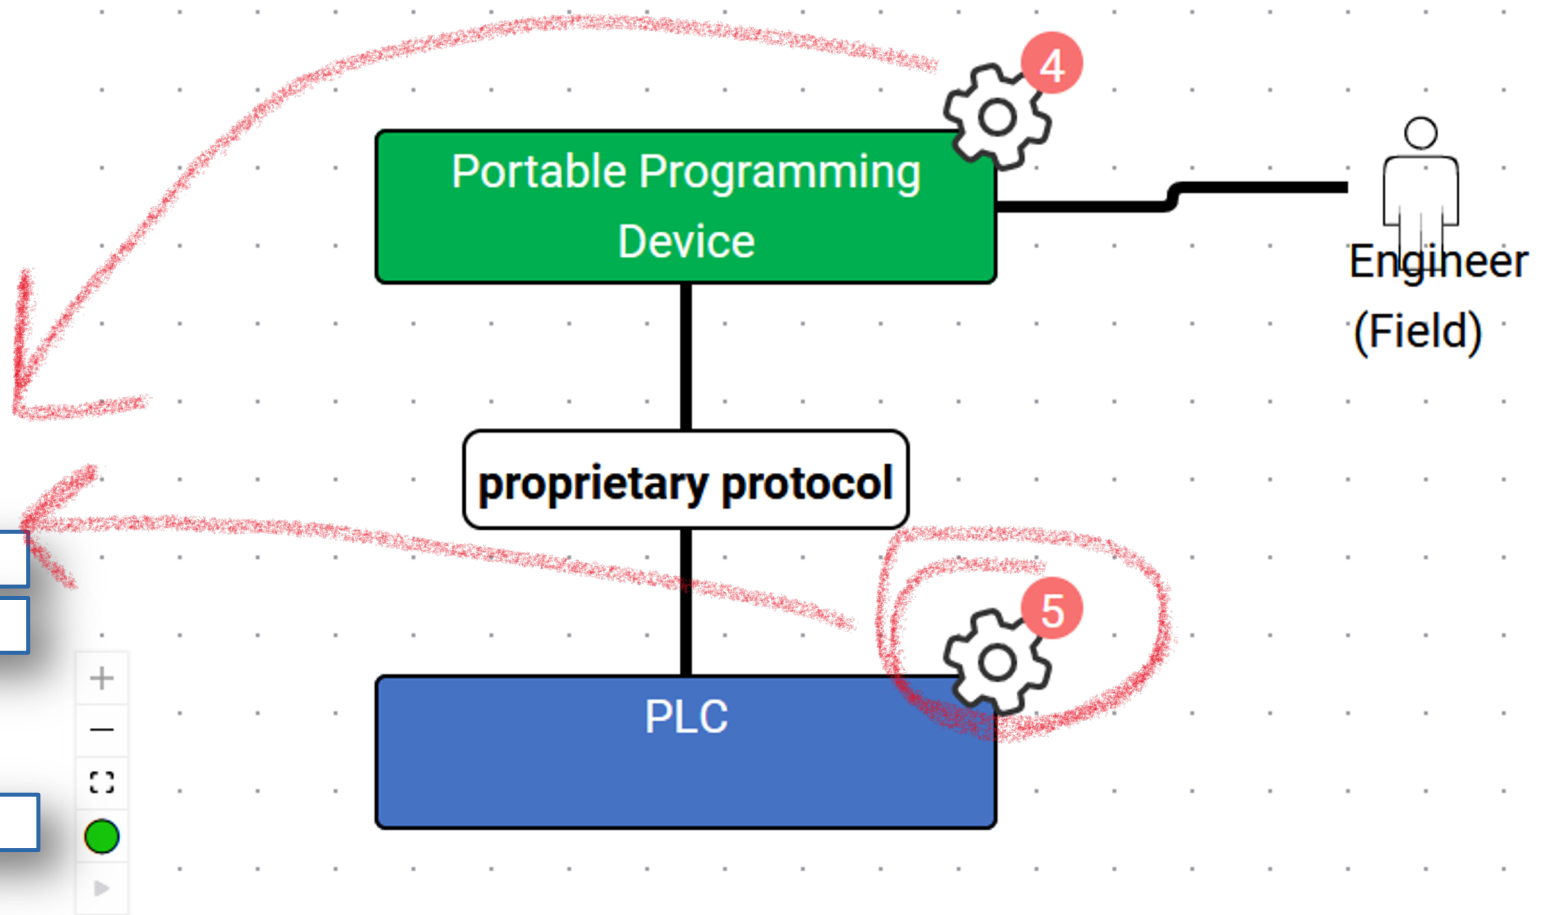 4
Portable Programming
Device
Engineer
(Field)
proprietary protocol
5
PLC